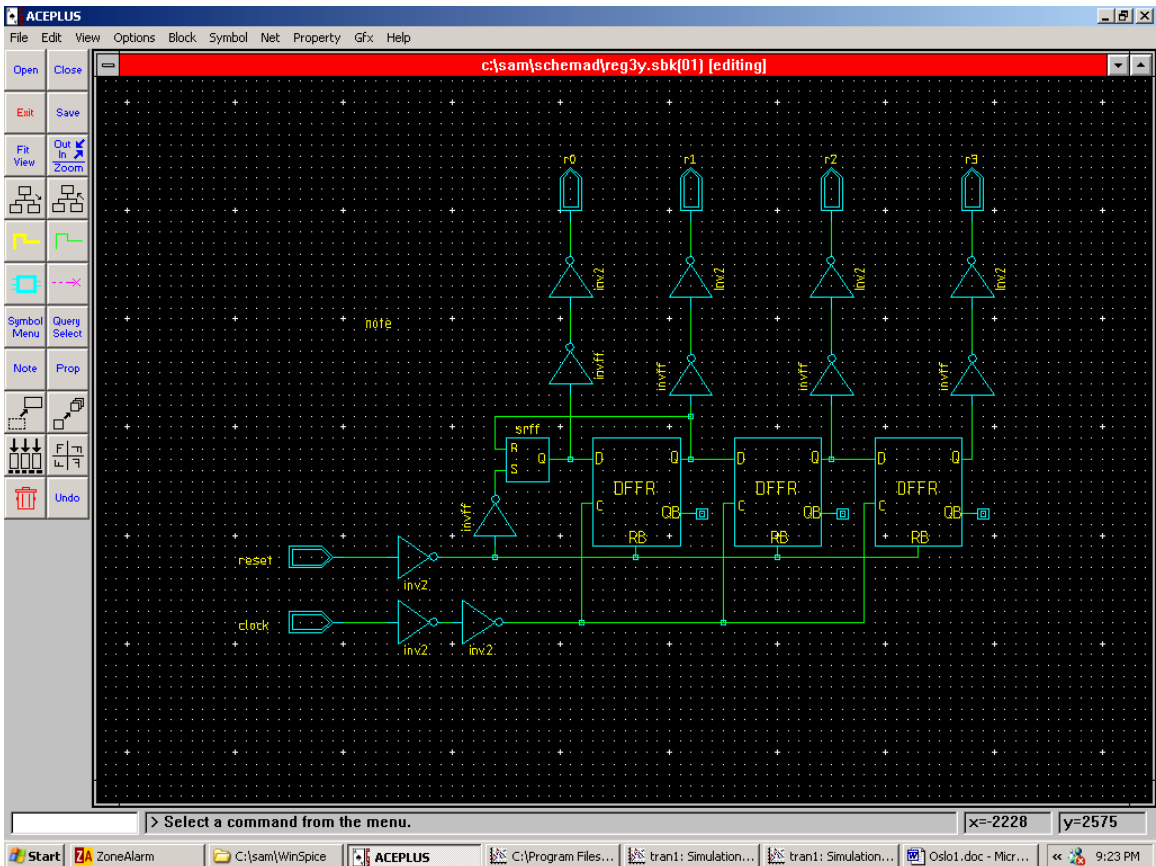 ACEPLUS
File Edit View Options Block Symbol Net Property Gfx Help
c:\sam\schemad\reg3y.sbk(01) [editing]
Open Close
Exit Save
Fit View
Out In Zoom
Symbol Menu
Query Select
Note Prop
Undo
r0 r1 r2 r3
inv2 inv2 inv2 inv2
note
invff invff invff invff
srff
R S Q
D Q D Q D Q
DFFR DFFR DFFR
C QB C QB C QB
RB RB RB
invff
reset
inv2
clock
inv2 inv2
> Select a command from the menu.
x=-2228 y=2575
Start
ZA ZoneAlarm
C:\sam\WinSpice
ACEPLUS
C:\Program Files...
tran1: Simulation...
tran1: Simulation...
Oslo1.doc - Micr...
« 9:23 PM